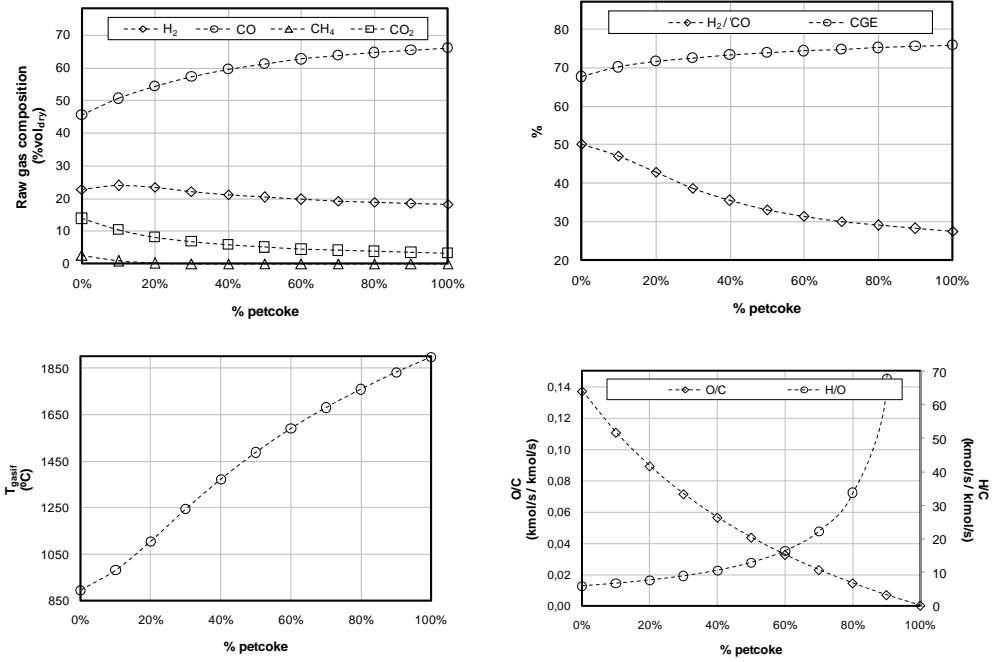 H2 CO CH4 CO2
70
60
50
40
30
20
10
0
Raw gas composition
(%voldry)
0% 20% 40% 60% 80% 100%
% petcoke
H2/CO CGE
80
70
60
50
40
30
20
%
0% 20% 40% 60% 80% 100%
% petcoke
1850
1650
1450
1250
1050
850
Tgasif
(ºC)
0% 20% 40% 60% 80% 100%
% petcoke
O/C H/O
0,14
0,12
0,10
0,08
0,06
0,04
0,02
0,00
O/C
(kmol/s / kmol/s)
70
60
50
40
30
20
10
0
H/C
(kmol/s / klmol/s)
0% 20% 40% 60% 80% 100%
% petcoke